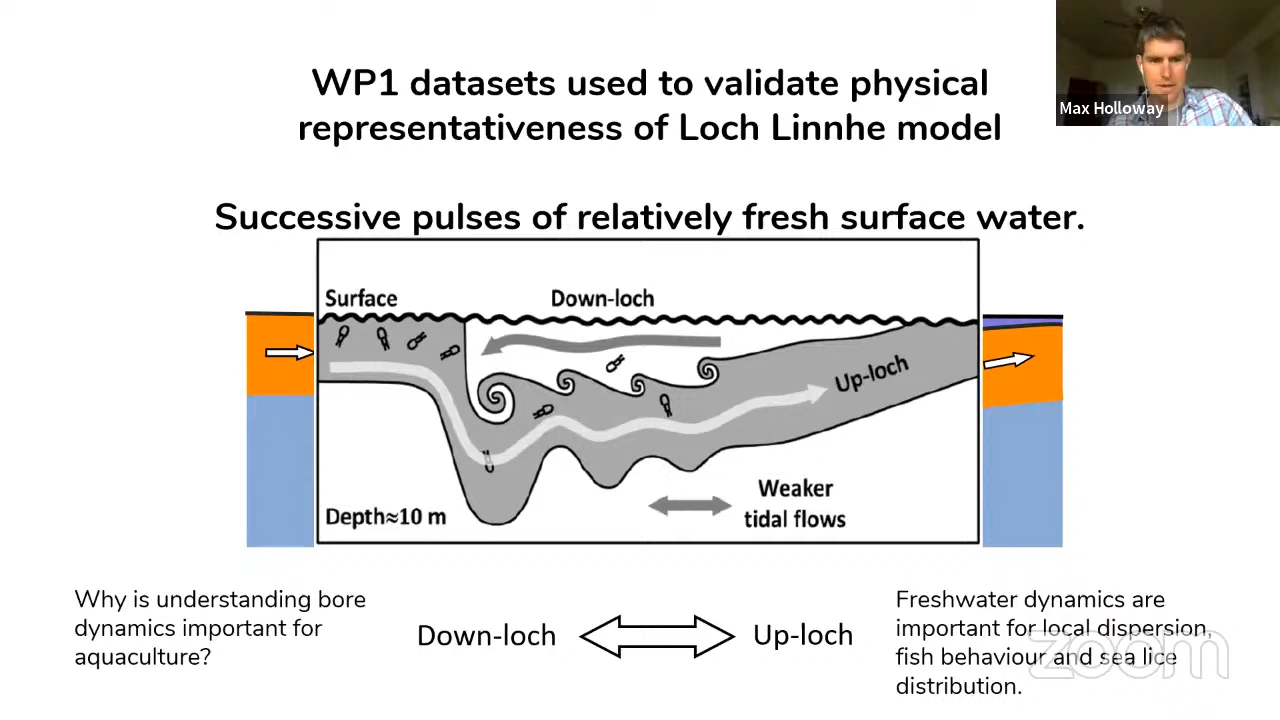 WP1 datasets used to validate physical
representativeness of Loch Linnhe model
Max Holloway
Successive pulses of relatively fresh surface water.
Surface
Down-loch
Up-loch
Depth≈10 m
Weaker
tidal flows
Why is understanding bore
dynamics important for
aquaculture?
Down-loch
Up-loch
Freshwater dynamics are
important for local dispersion,
fish behaviour and sea lice
distribution.
zoom